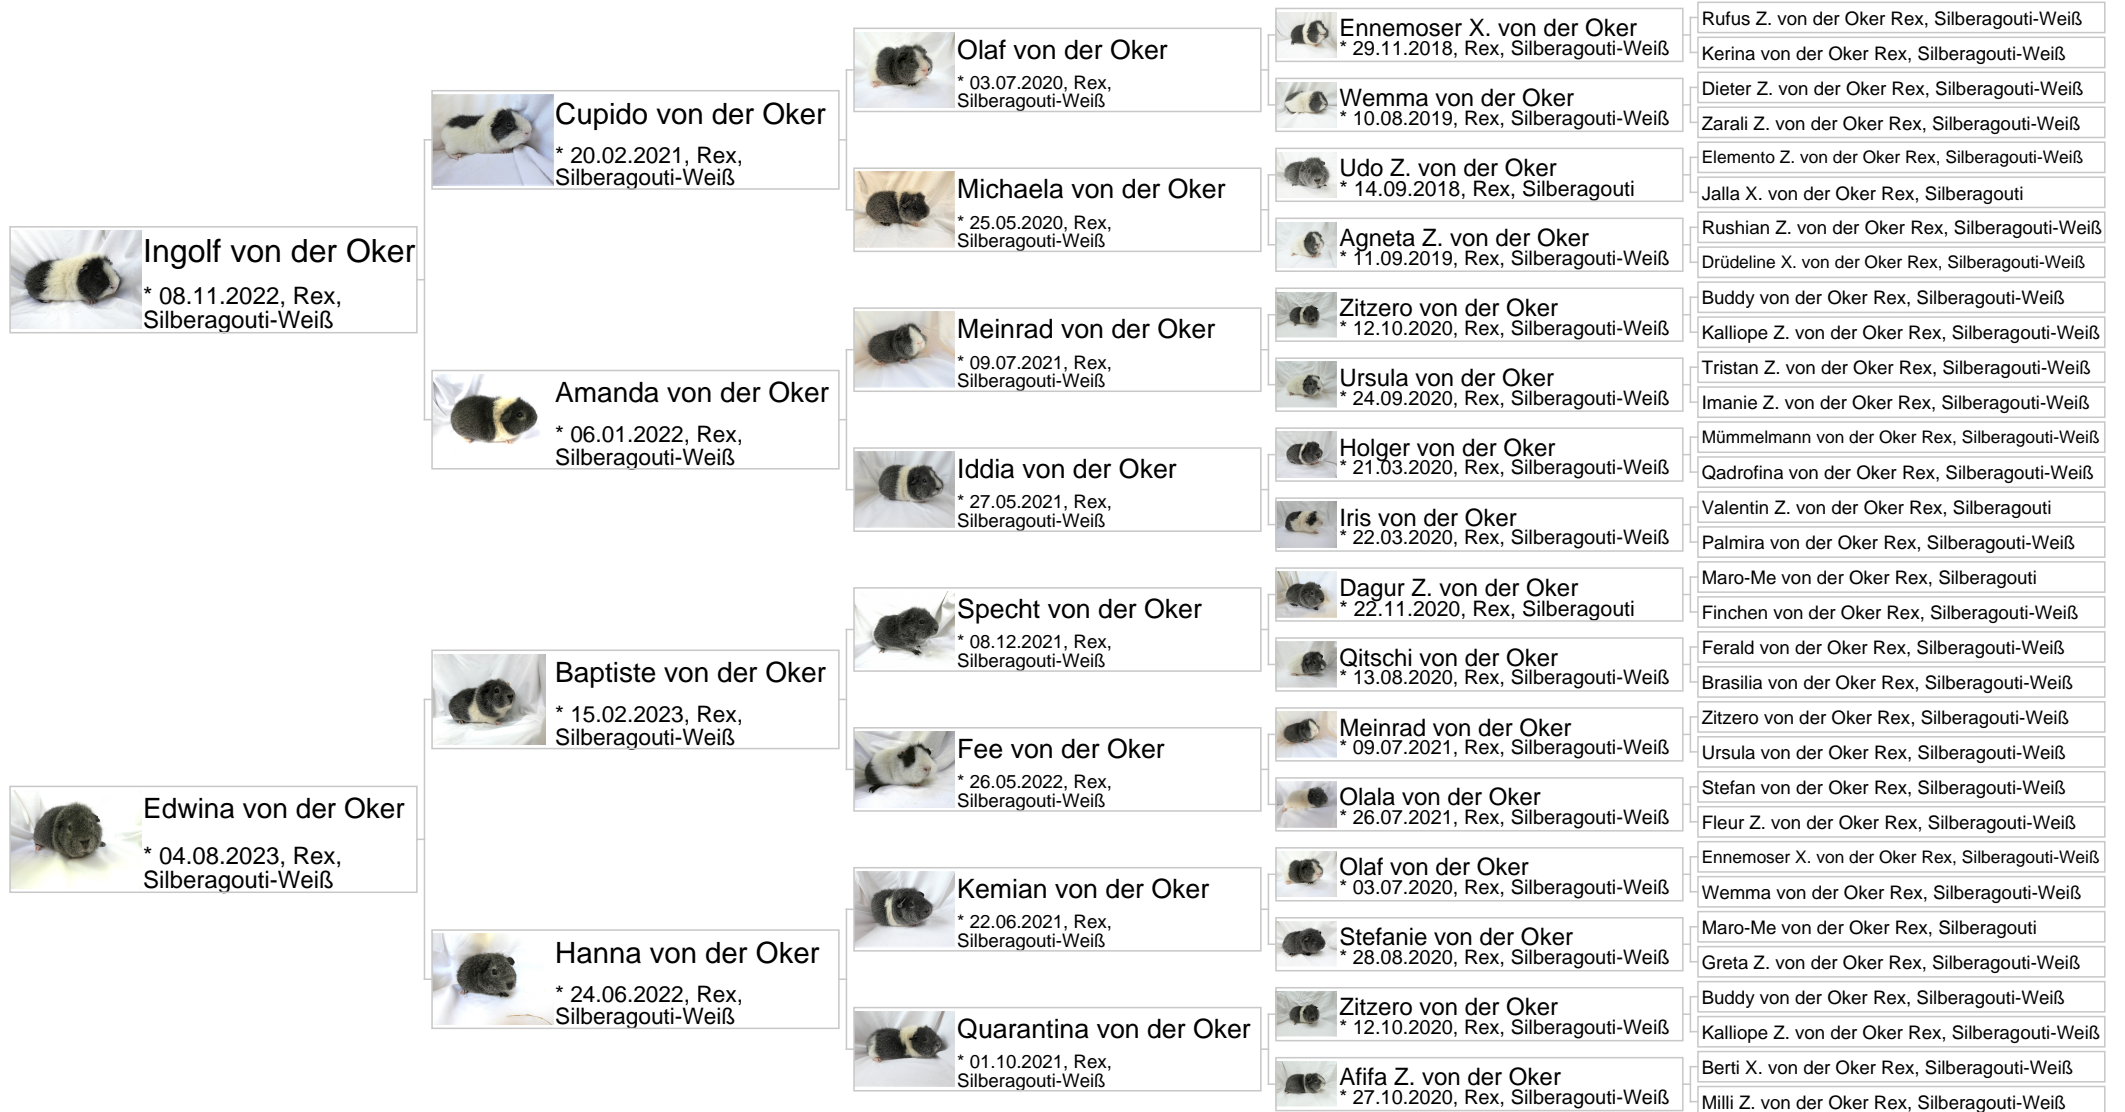 Ingolf von der Oker
* 08.11.2022, Rex,
Silberagouti-Weiß
Edwina von der Oker
* 04.08.2023, Rex,
Silberagouti-Weiß
Cupido von der Oker
* 20.02.2021, Rex,
Silberagouti-Weiß
Amanda von der Oker
* 06.01.2022, Rex,
Silberagouti-Weiß
Baptiste von der Oker
* 15.02.2023, Rex,
Silberagouti-Weiß
Hanna von der Oker
* 24.06.2022, Rex,
Silberagouti-Weiß
Olaf von der Oker
* 03.07.2020, Rex,
Silberagouti-Weiß
Michaela von der Oker
* 25.05.2020, Rex,
Silberagouti-Weiß
Meinrad von der Oker
* 09.07.2021, Rex,
Silberagouti-Weiß
Iddia von der Oker
* 27.05.2021, Rex,
Silberagouti-Weiß
Specht von der Oker
* 08.12.2021, Rex,
Silberagouti-Weiß
Fee von der Oker
* 26.05.2022, Rex,
Silberagouti-Weiß
Kemian von der Oker
* 22.06.2021, Rex,
Silberagouti-Weiß
Quarantina von der Oker
* 01.10.2021, Rex,
Silberagouti-Weiß
Ennemoser X. von der Oker
* 29.11.2018, Rex, Silberagouti-Weiß
Wemma von der Oker
* 10.08.2019, Rex, Silberagouti-Weiß
Udo Z. von der Oker
* 14.09.2018, Rex, Silberagouti
Agneta Z. von der Oker
* 11.09.2019, Rex, Silberagouti-Weiß
Zitzero von der Oker
* 12.10.2020, Rex, Silberagouti-Weiß
Ursula von der Oker
* 24.09.2020, Rex, Silberagouti-Weiß
Holger von der Oker
* 21.03.2020, Rex, Silberagouti-Weiß
Iris von der Oker
* 22.03.2020, Rex, Silberagouti-Weiß
Dagur Z. von der Oker
* 22.11.2020, Rex, Silberagouti
Qitschi von der Oker
* 13.08.2020, Rex, Silberagouti-Weiß
Meinrad von der Oker
* 09.07.2021, Rex, Silberagouti-Weiß
Olala von der Oker
* 26.07.2021, Rex, Silberagouti-Weiß
Olaf von der Oker
* 03.07.2020, Rex, Silberagouti-Weiß
Stefanie von der Oker
* 28.08.2020, Rex, Silberagouti-Weiß
Zitzero von der Oker
* 12.10.2020, Rex, Silberagouti-Weiß
Afifa Z. von der Oker
* 27.10.2020, Rex, Silberagouti-Weiß
Rufus Z. von der Oker Rex, Silberagouti-Weiß
Kerina von der Oker Rex, Silberagouti-Weiß
Dieter Z. von der Oker Rex, Silberagouti-Weiß
Zarali Z. von der Oker Rex, Silberagouti-Weiß
Elemento Z. von der Oker Rex, Silberagouti-Weiß
Jalla X. von der Oker Rex, Silberagouti
Rushian Z. von der Oker Rex, Silberagouti-Weiß
Drüdeline X. von der Oker Rex, Silberagouti-Weiß
Buddy von der Oker Rex, Silberagouti-Weiß
Kalliope Z. von der Oker Rex, Silberagouti-Weiß
Tristan Z. von der Oker Rex, Silberagouti-Weiß
Imanie Z. von der Oker Rex, Silberagouti-Weiß
Mümmelmann von der Oker Rex, Silberagouti-Weiß
Qadrofina von der Oker Rex, Silberagouti-Weiß
Valentin Z. von der Oker Rex, Silberagouti
Palmira von der Oker Rex, Silberagouti-Weiß
Maro-Me von der Oker Rex, Silberagouti
Finchen von der Oker Rex, Silberagouti-Weiß
Ferald von der Oker Rex, Silberagouti-Weiß
Brasilia von der Oker Rex, Silberagouti-Weiß
Zitzero von der Oker Rex, Silberagouti-Weiß
Ursula von der Oker Rex, Silberagouti-Weiß
Stefan von der Oker Rex, Silberagouti-Weiß
Fleur Z. von der Oker Rex, Silberagouti-Weiß
Ennemoser X. von der Oker Rex, Silberagouti-Weiß
Wemma von der Oker Rex, Silberagouti-Weiß
Maro-Me von der Oker Rex, Silberagouti
Greta Z. von der Oker Rex, Silberagouti-Weiß
Buddy von der Oker Rex, Silberagouti-Weiß
Kalliope Z. von der Oker Rex, Silberagouti-Weiß
Berti X. von der Oker Rex, Silberagouti-Weiß
Milli Z. von der Oker Rex, Silberagouti-Weiß